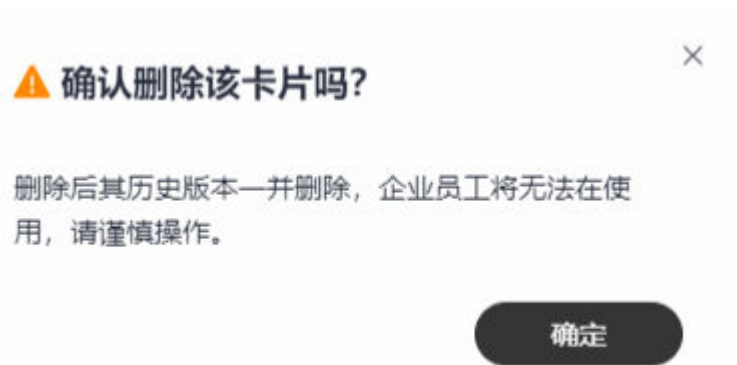 确认删除该卡片吗?
删除后其历史版本一并删除，企业员工将无法在使
用，请谨慎操作。
确定